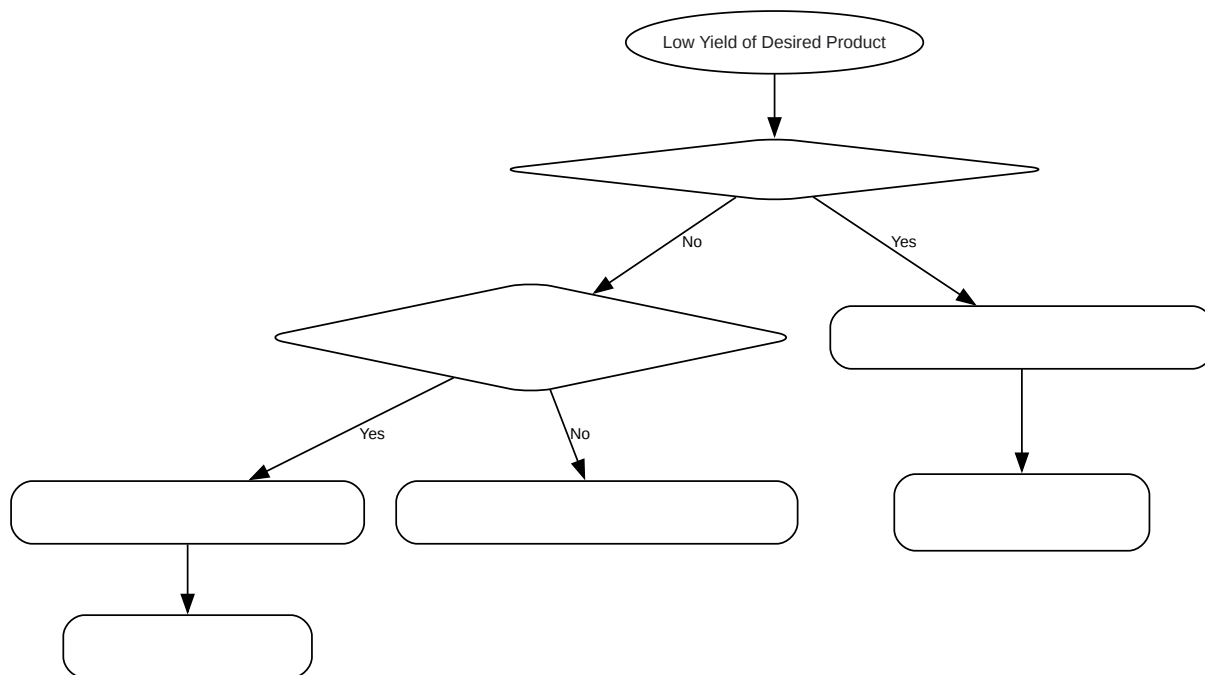 Low Yield of Desired Product
No
Yes
Yes
No